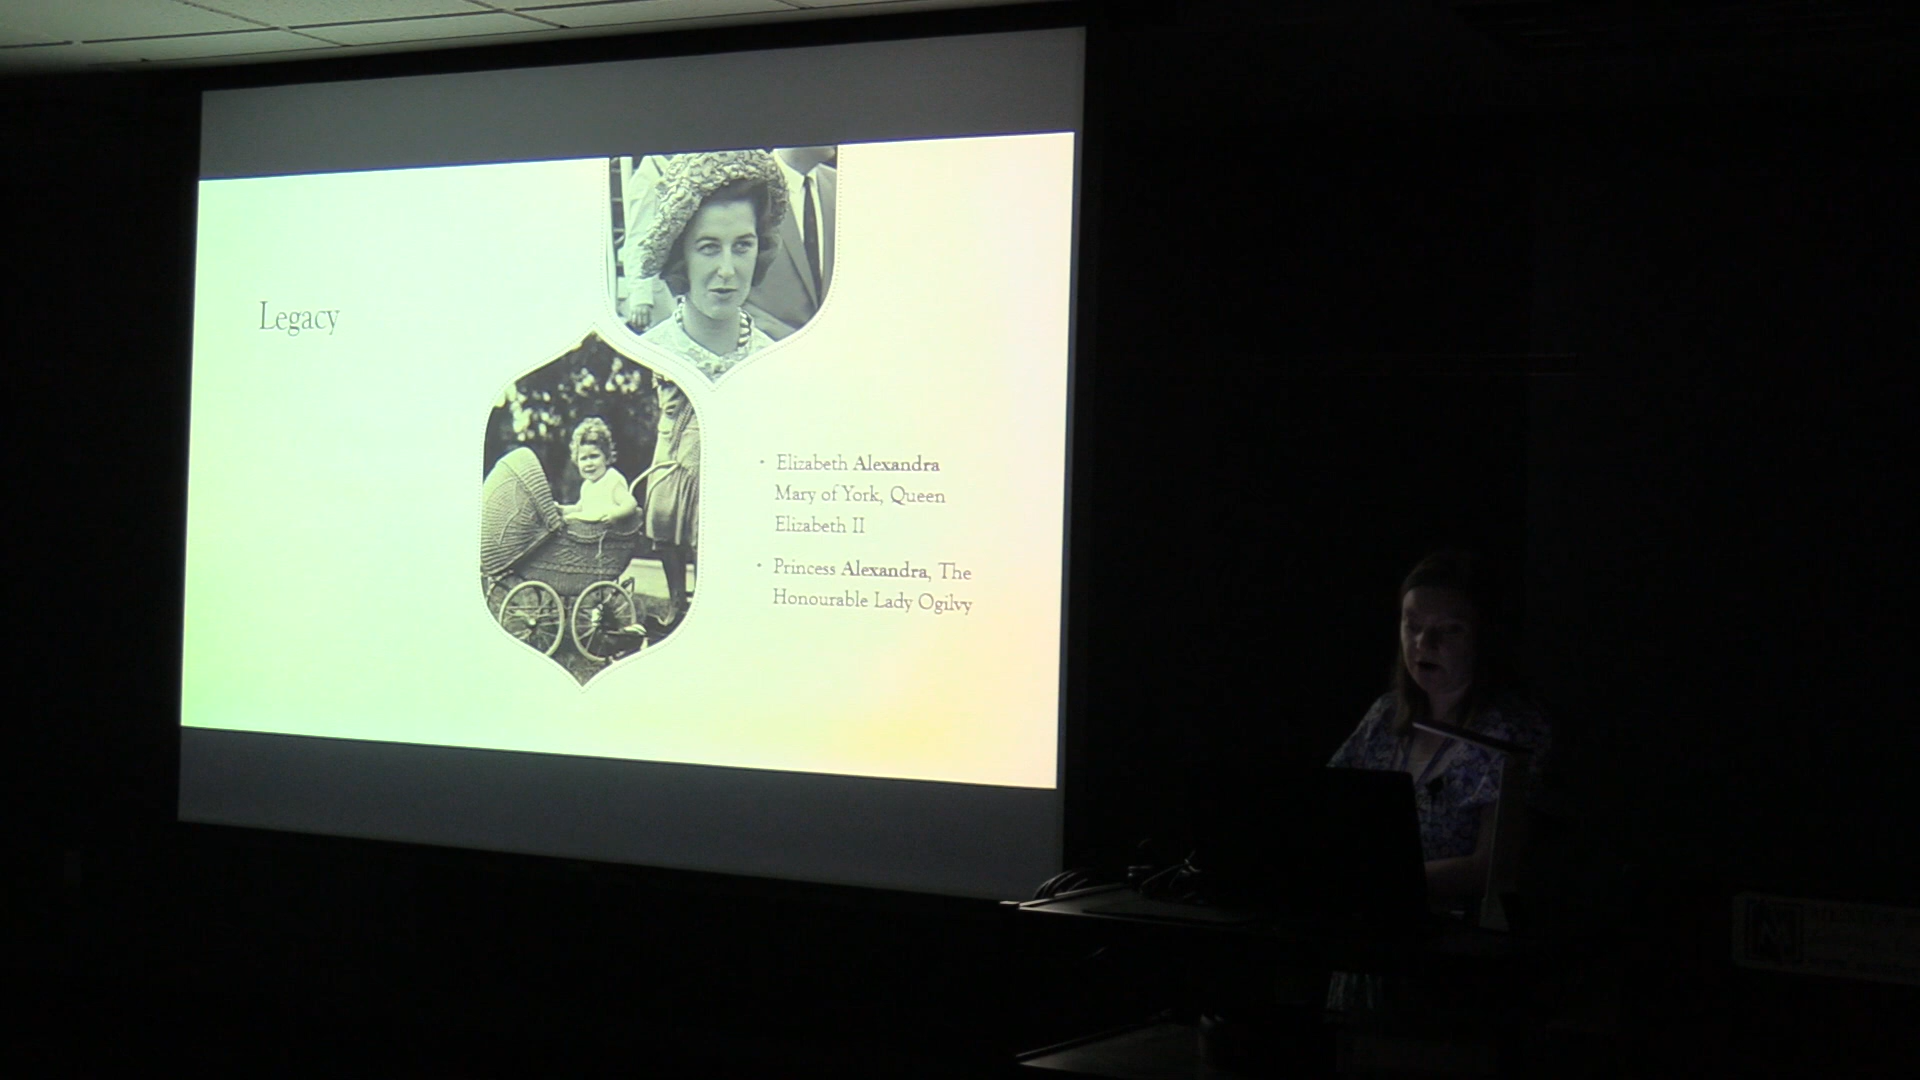 Legacy
• Elizabeth Alexandra
Mary of York, Queen
Elizabeth II
• Princess Alexandra, The
Honourable Lady Ogilvy